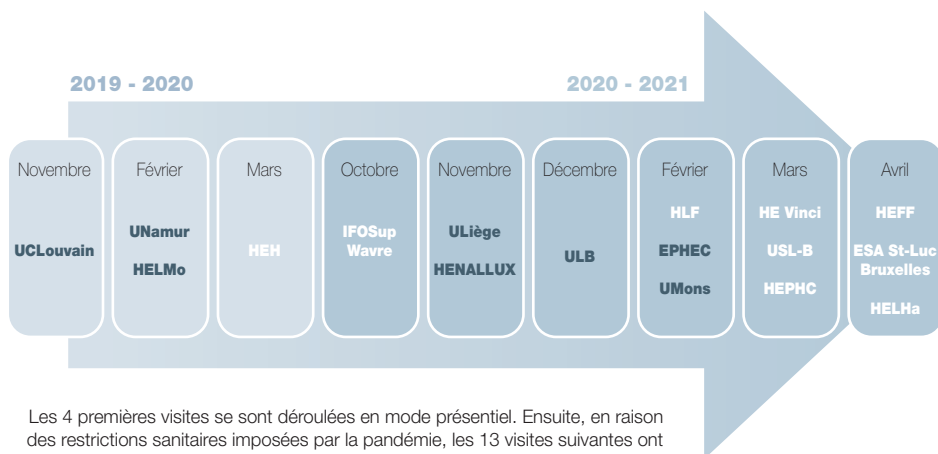 2019 - 2020
2020 - 2021
Novembre
UCLouvain
Février
UNamur
HELMo
Mars
HEH
Octobre
IFOSup
Wavre
Novembre
ULiège
HENALLUX
Décembre
ULB
Février
HLF
EPHEC
UMons
Mars
HE Vinci
USL-B
HEPHC
Avril
HEFF
ESA St-Luc
Bruxelles
HELHa
Les 4 premières visites se sont déroulées en mode présentiel. Ensuite, en raison
des restrictions sanitaires imposées par la pandémie, les 13 visites suivantes ont